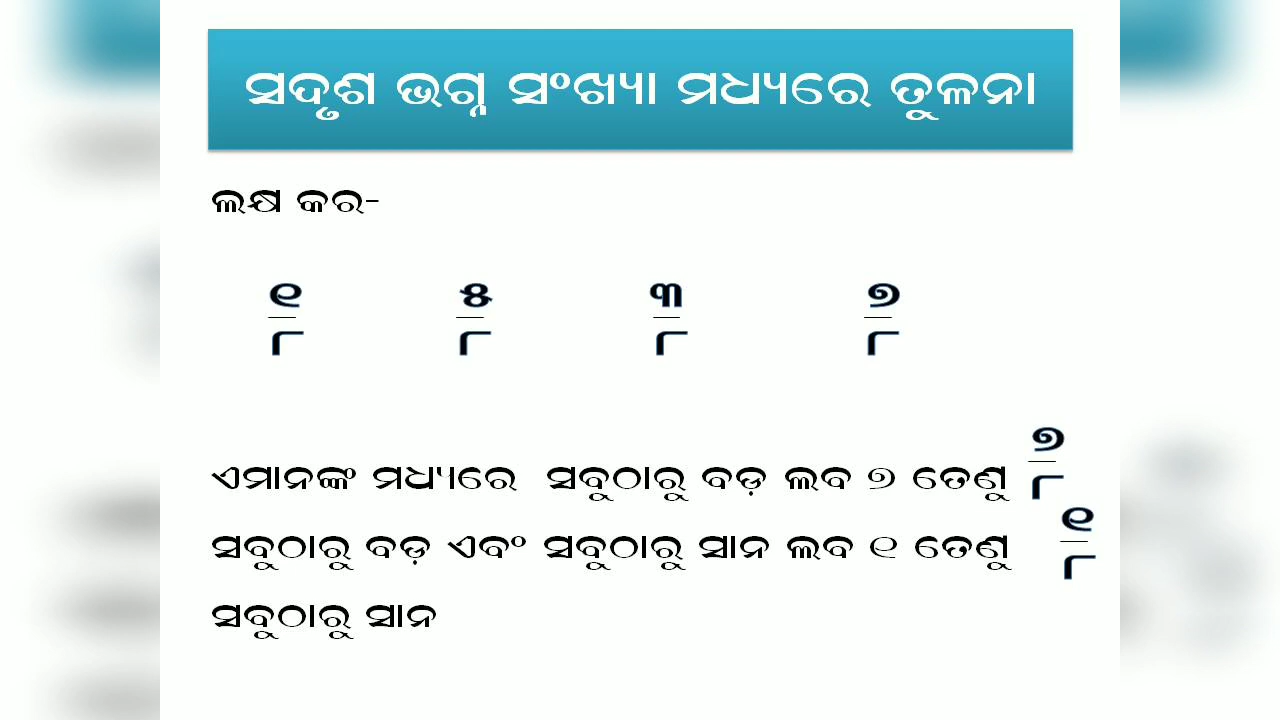 ସଦୃଶ ଭଗ୍ନ ସଂଖ୍ୟା ମଧ୍ୟରେ ତୁଳନା
ଲକ୍ଷ କର-
୧/୮ ୫/୮ ୩/୮ ୭/୮
ଏମାନଙ୍କ ମଧ୍ୟରେ ସବୁଠାରୁ ବଡ଼ ଲବ ୭ ତେଣୁ ୭/୮
ସବୁଠାରୁ ବଡ଼ ଏବଂ ସବୁଠାରୁ ସାନ ଲବ ୧ ତେଣୁ ୧/୮
ସବୁଠାରୁ ସାନ